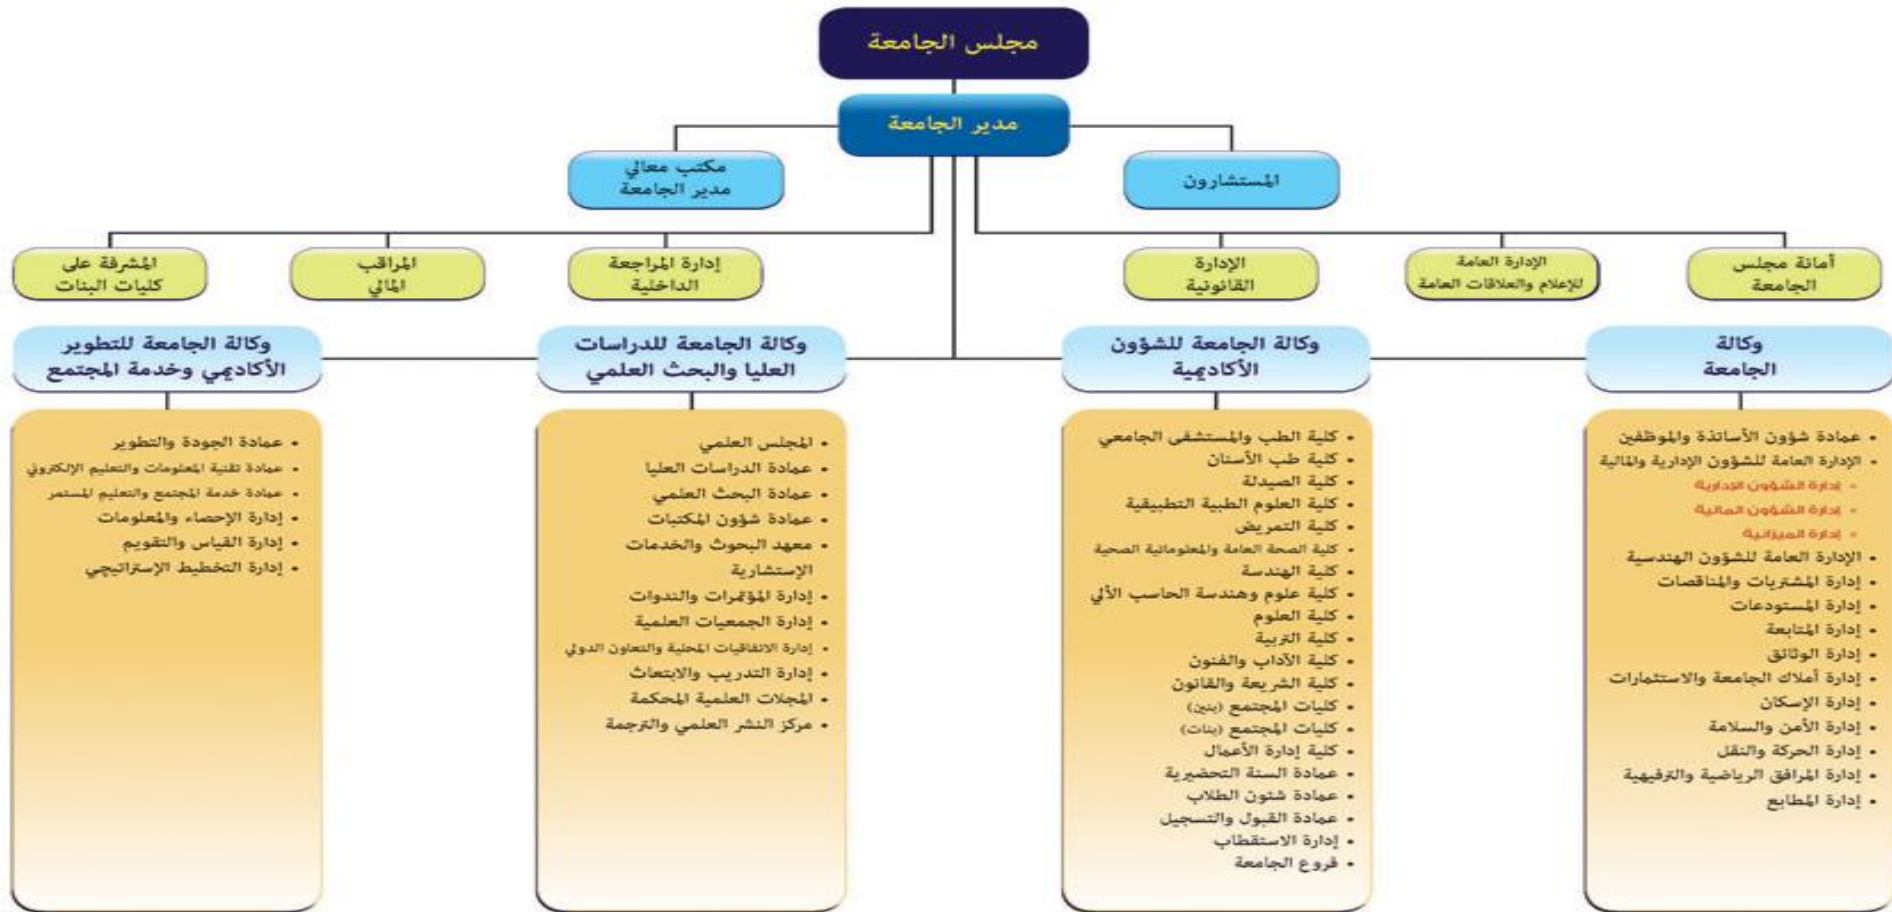 مجلس الجامعة
مدير الجامعة
المستشارون
مكتب معالي
مدير الجامعة
أمانة مجلس
الجامعة
الإدارة العامة
للإعلام والعلاقات العامة
الإدارة
القانونية
إدارة المراجعة
الداخلية
المراقب
المالي
المشرفة على
كليات البنات
وكالة
الجامعة
• عمادة شؤون الأساتذة والموظفين
• الإدارة العامة للشؤون الإدارية والمالية
• إدارة الشؤون الإدارية
• إدارة الشؤون المالية
• إدارة الميزانية
• الإدارة العامة للشؤون الهندسية
• إدارة المشتريات والمناقصات
• إدارة المستودعات
• إدارة المتابعة
• إدارة الوثائق
• إدارة أملاك الجامعة والاستثمارات
• إدارة الإسكان
• إدارة الأمن والسلامة
• إدارة الحركة والنقل
• إدارة المرافق الرياضية والترفيهية
• إدارة المطابع
وكالة الجامعة للشؤون
الأكاديمية
• كلية الطب والمستشفى الجامعي
• كلية طب الأسنان
• كلية الصيدلة
• كلية العلوم الطبية التطبيقية
• كلية التمريض
• كلية الصحة العامة والمعلوماتية الصحية
• كلية الهندسة
• كلية علوم وهندسة الحاسب الألي
• كلية العلوم
• كلية التربية
• كلية الآداب والفنون
• كلية الشريعة والقانون
• كليات المجتمع (بنين)
• كليات المجتمع (بنات)
• كلية إدارة الأعمال
• عمادة السنة التحضيرية
• عمادة شئون الطلاب
• عمادة القبول والتسجيل
• إدارة الاستقطاب
• فروع الجامعة
وكالة الجامعة للدراسات
العليا والبحث العلمي
• المجلس العلمي
• عمادة الدراسات العليا
• عمادة البحث العلمي
• عمادة شؤون المكتبات
• معهد البحوث والخدمات
الإستشارية
• إدارة المؤتمرات والندوات
• إدارة الجمعيات العلمية
• إدارة الاتفاقيات المحلية والتعاون الدولي
• إدارة التدريب والابتعاث
• المجلات العلمية المحكمة
• مركز النشر العلمي والترجمة
وكالة الجامعة للتطوير
الأكاديمي وخدمة المجتمع
• عمادة الجودة والتطوير
• عمادة تقنية المعلومات والتعليم الإلكتروني
• عمادة خدمة المجتمع والتعليم المستمر
• إدارة الإحصاء والمعلومات
• إدارة القياس والتقويم
• إدارة التخطيط الإستراتيجي